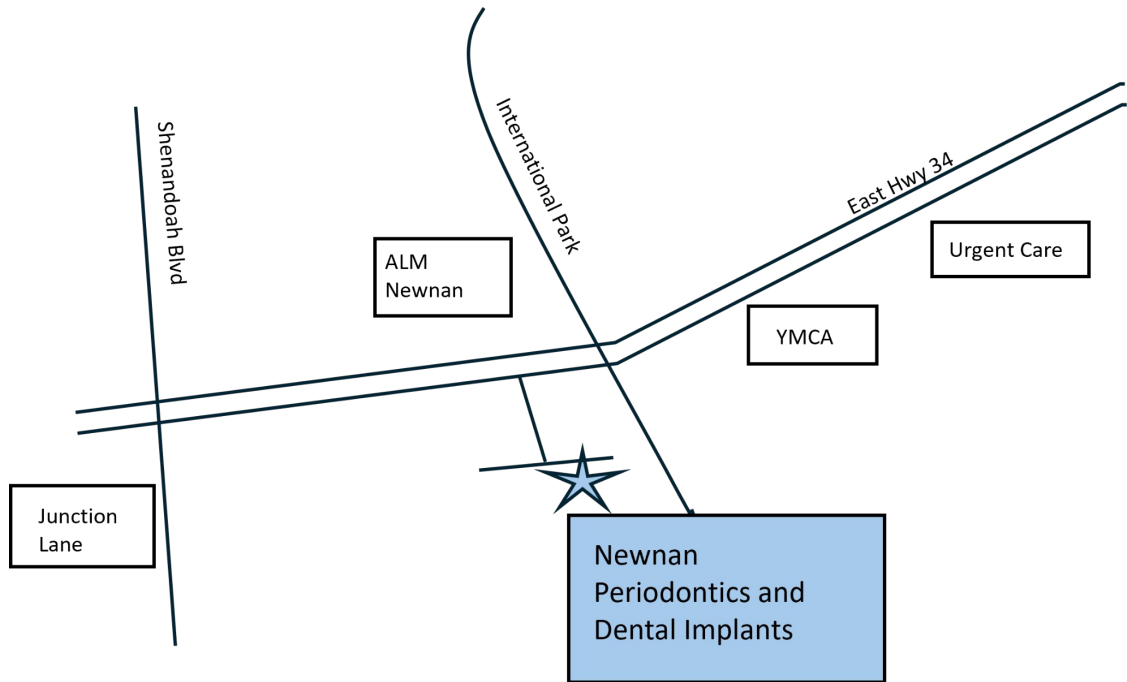 Shenandoah Blvd
International Park
East Hwy 34
ALM
Newnan
Urgent Care
YMCA
Junction
Lane
Newnan
Periodontics and
Dental Implants